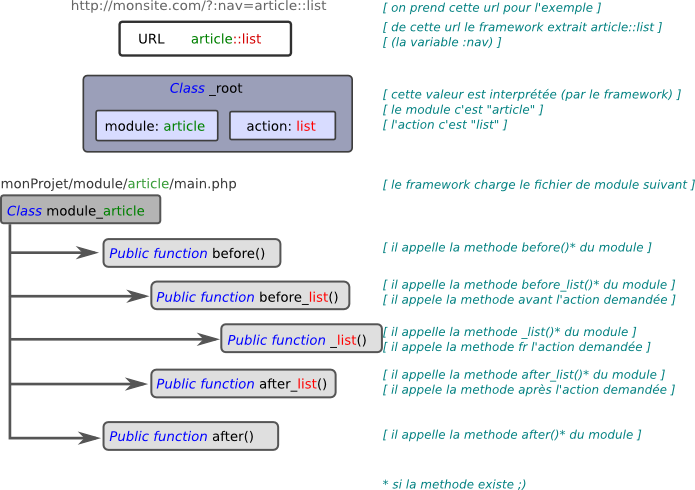 http://monsite.com/?:nav=article::list
[ on prend cette url pour l'exemple ]
URL article::list
[ de cette url le framework extrait article::list ]
[ (la variable :nav) ]
Class _root
module: article
action: list
[ cette valeur est interprétée (par le framework) ]
[ le module c'est "article" ]
[ l'action c'est "list" ]
monProjet/module/article/main.php
[ le framework charge le fichier de module suivant ]
Class module_article
Public function before()
[ il appelle la methode before()* du module ]
Public function before_list()
[ il appelle la methode before_list()* du module ]
[ il appele la methode avant l'action demandée ]
Public function _list()
[ il appelle la methode _list()* du module ]
[ il appele la methode fr l'action demandée ]
Public function after_list()
[ il appelle la methode after_list()* du module ]
[ il appele la methode après l'action demandée ]
Public function after()
[ il appelle la methode after()* du module ]
* si la methode existe ;)